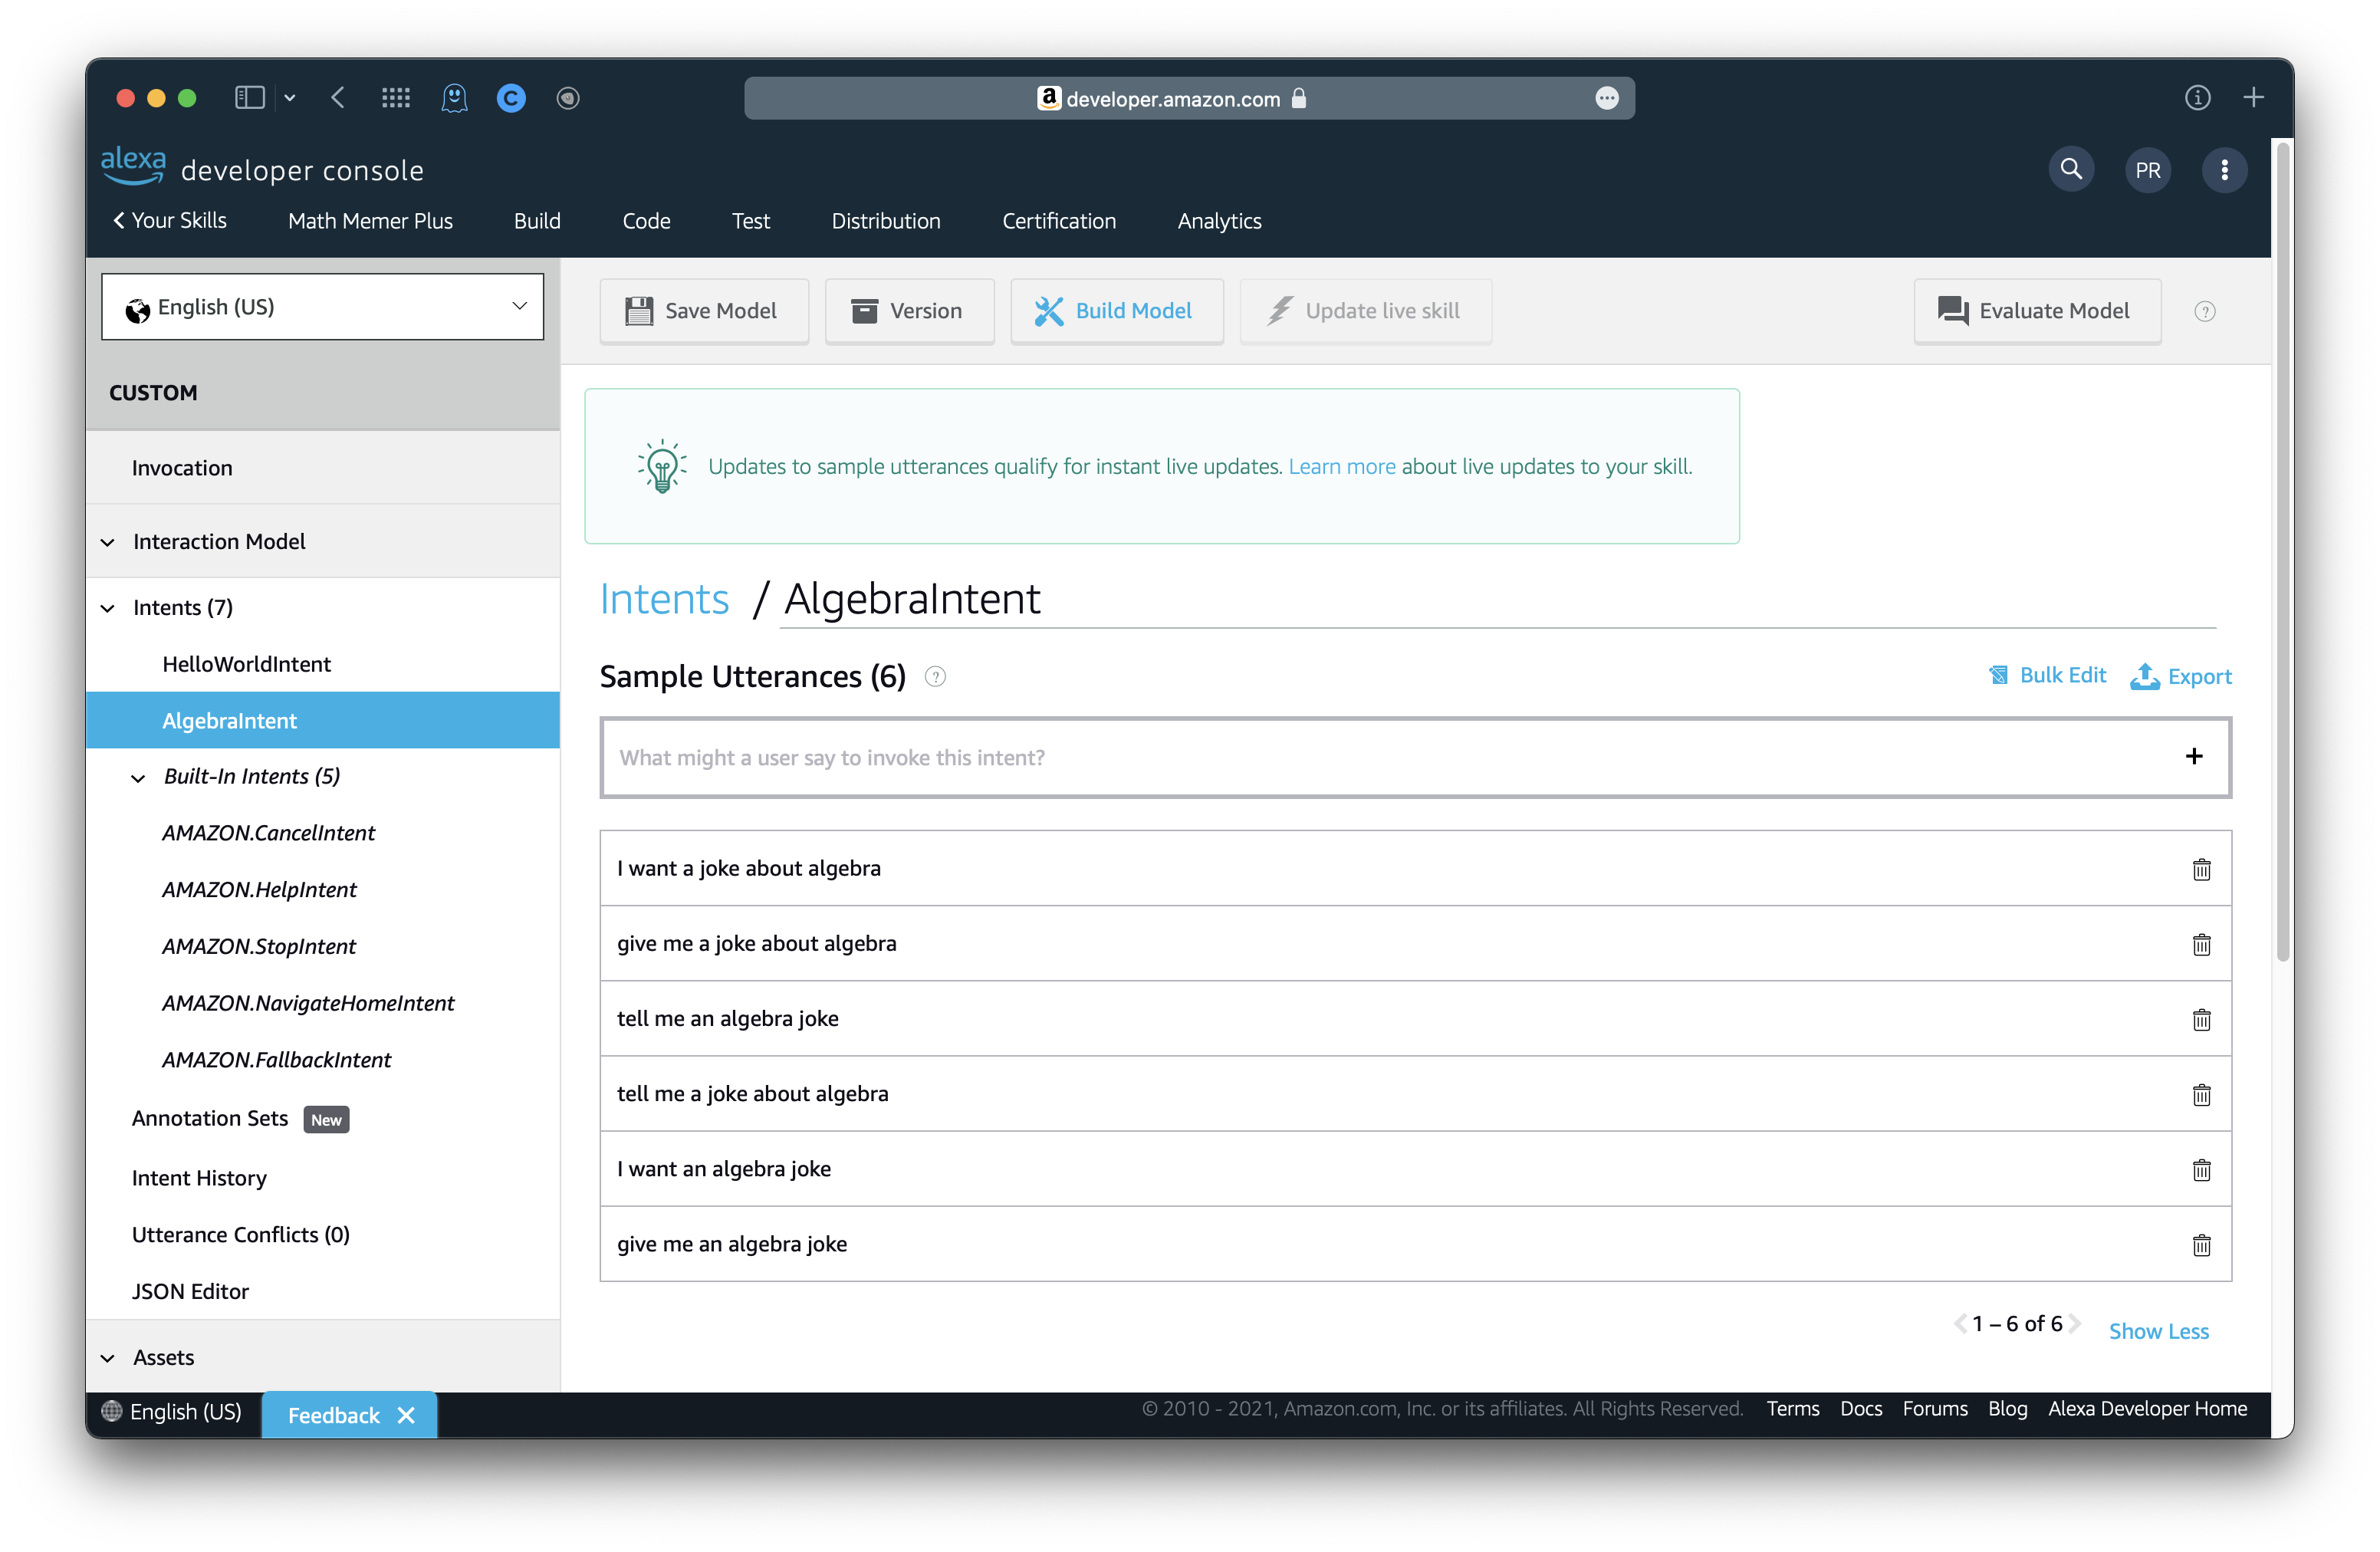 developer.amazon.com
alexa developer console
PR
Your Skills Math Memer Plus Build Code Test Distribution Certification Analytics
English (US)
Save Model Version Build Model Update live skill Evaluate Model ?
CUSTOM
Invocation
Interaction Model
Intents (7)
HelloWorldIntent
AlgebraIntent
Built-In Intents (5)
AMAZON.CancelIntent
AMAZON.HelpIntent
AMAZON.StopIntent
AMAZON.NavigateHomeIntent
AMAZON.FallbackIntent
Annotation Sets New
Intent History
Utterance Conflicts (0)
JSON Editor
Assets
Updates to sample utterances qualify for instant live updates. Learn more about live updates to your skill.
Intents / AlgebraIntent
Sample Utterances (6) ? Bulk Edit Export
What might a user say to invoke this intent? +
I want a joke about algebra
give me a joke about algebra
tell me an algebra joke
tell me a joke about algebra
I want an algebra joke
give me an algebra joke
1 – 6 of 6 Show Less
English (US) Feedback © 2010 - 2021, Amazon.com, Inc. or its affiliates. All Rights Reserved. Terms Docs Forums Blog Alexa Developer Home